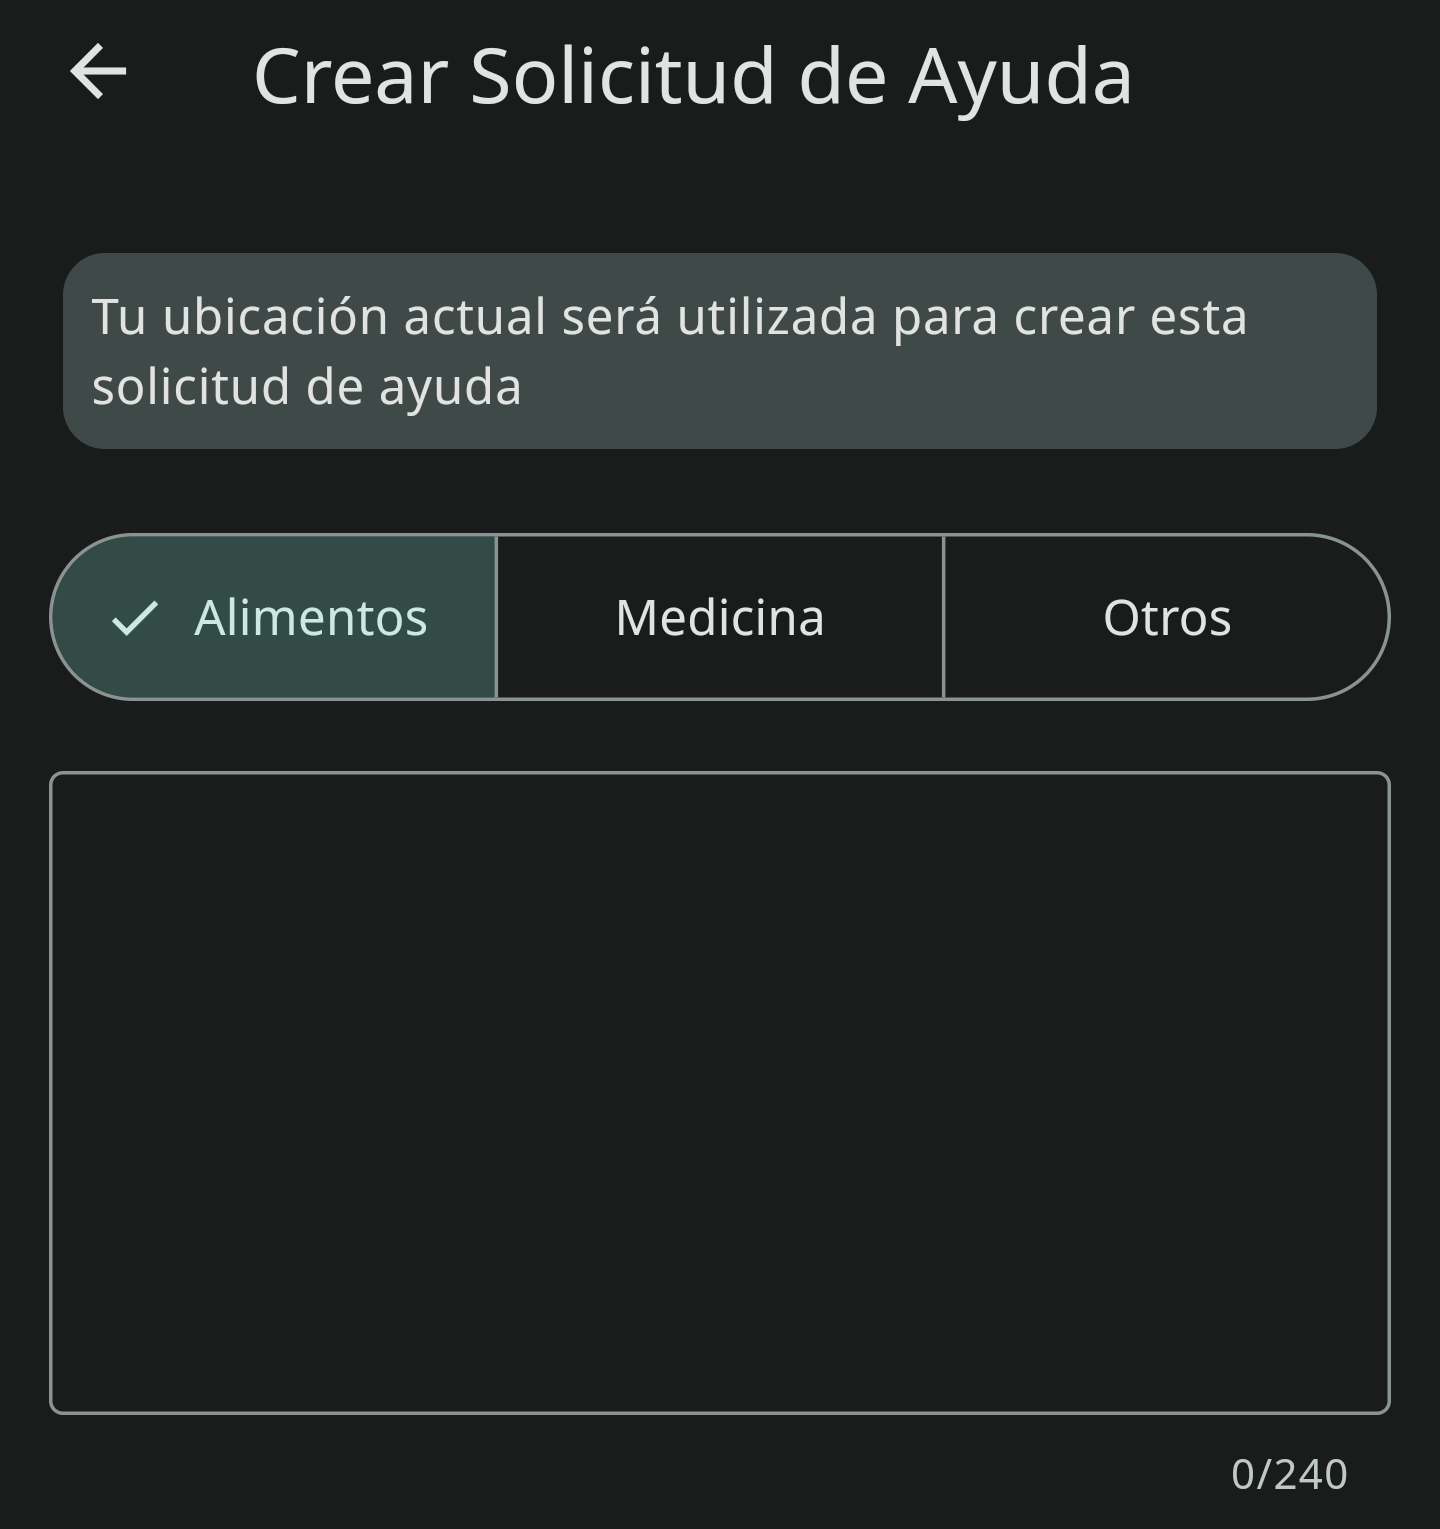 Crear Solicitud de Ayuda
Tu ubicación actual será utilizada para crear esta
solicitud de ayuda
Alimentos
Medicina
Otros
0/240